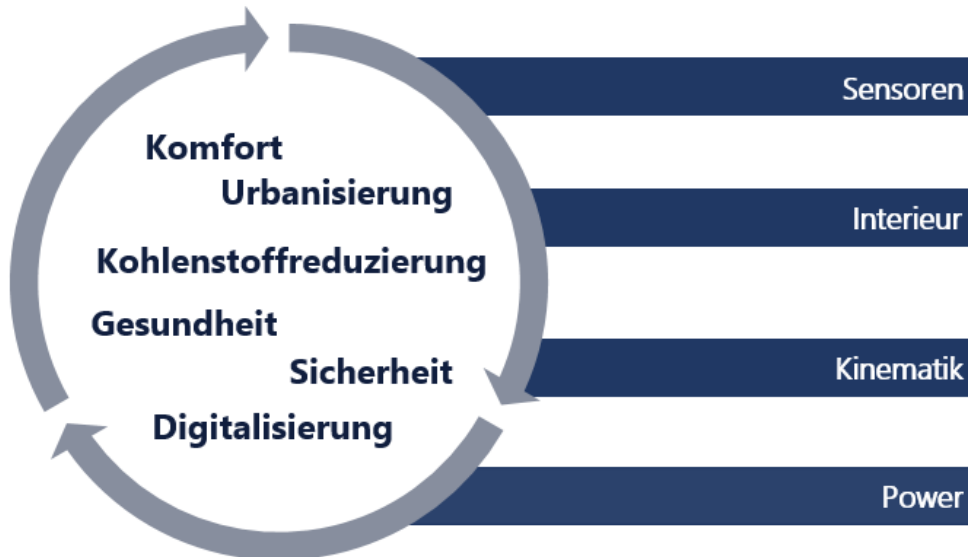 Komfort
Urbanisierung
Kohlenstoffreduzierung
Gesundheit
Sicherheit
Digitalisierung
Sensoren
Interieur
Kinematik
Power